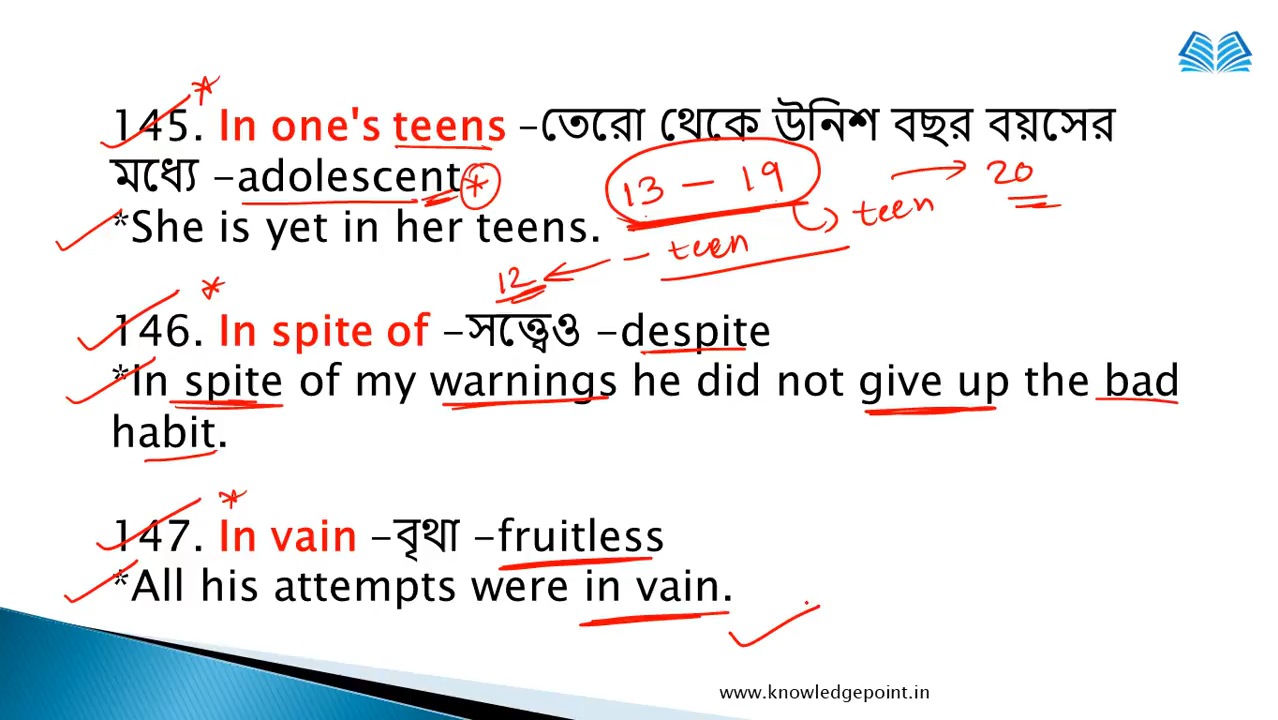 145. In one's teens –তেরো থেকে উনিশ বছর বয়সের
মধ্যে –adolescent*
13 – 19
teen → 20
*She is yet in her teens.
12 ← – teen
*
146. In spite of –সত্ত্বেও –despite
*In spite of my warnings he did not give up the bad
habit.
*
147. In vain –বৃথা –fruitless
*All his attempts were in vain.
www.knowledgepoint.in